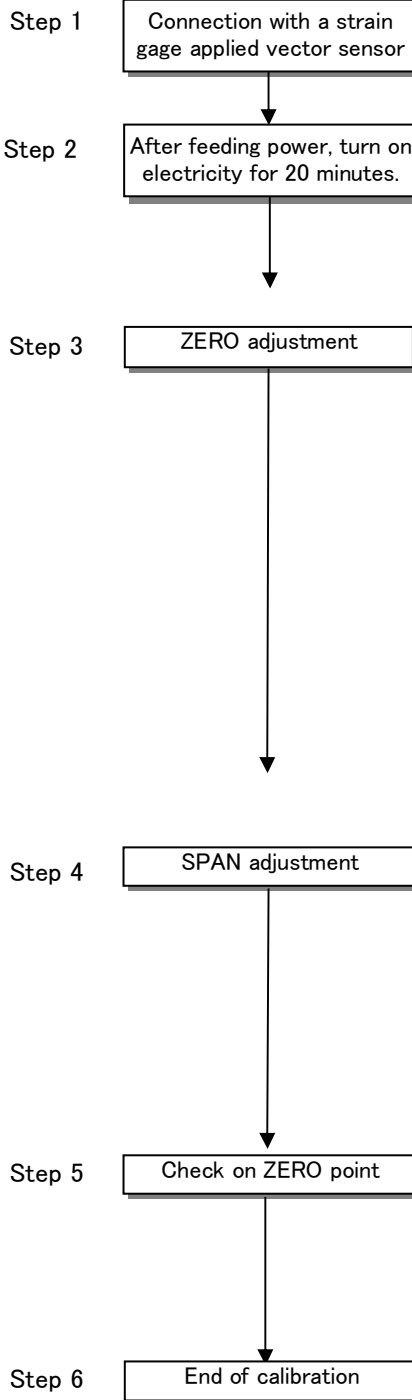 Step 1
Connection with a strain
gage applied vector sensor
Step 2
After feeding power, turn on
electricity for 20 minutes.
Step 3
ZERO adjustment
Step 4
SPAN adjustment
Step 5
Check on ZERO point
Step 6
End of calibration